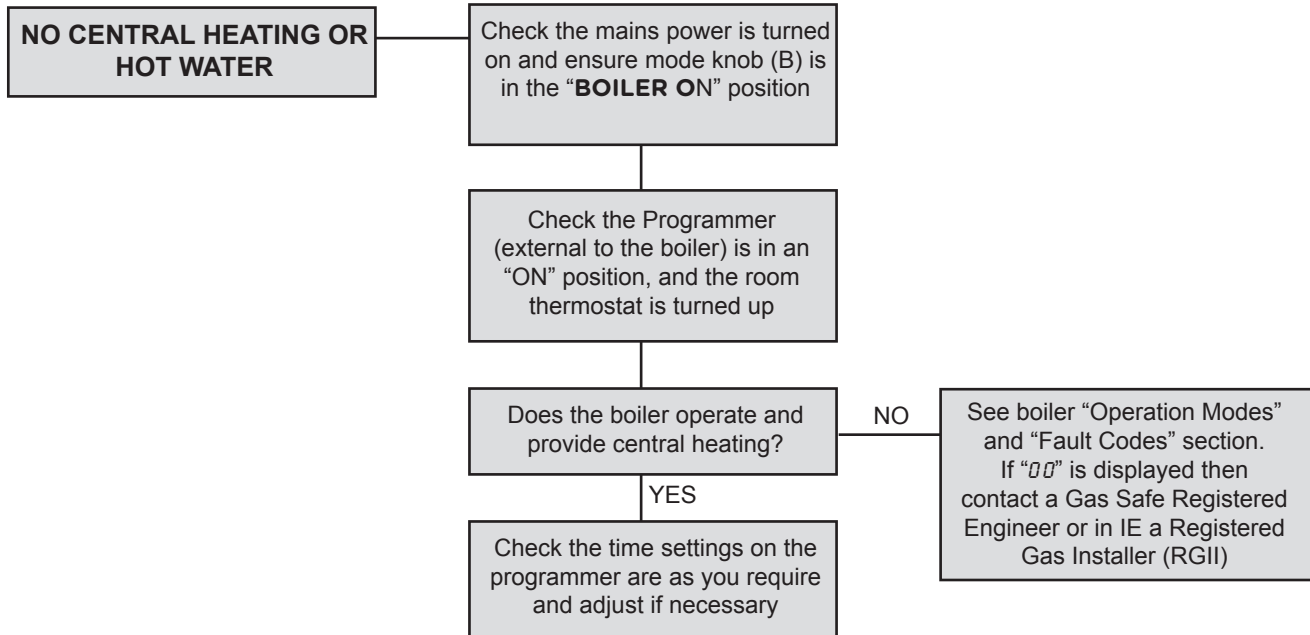 NO CENTRAL HEATING OR
HOT WATER
Check the mains power is turned
on and ensure mode knob (B) is
in the “BOILER ON” position
Check the Programmer
(external to the boiler) is in an
“ON” position, and the room
thermostat is turned up
Does the boiler operate and
provide central heating?
NO
See boiler “Operation Modes”
and “Fault Codes” section.
If “00” is displayed then
contact a Gas Safe Registered
Engineer or in IE a Registered
Gas Installer (RGII)
YES
Check the time settings on the
programmer are as you require
and adjust if necessary